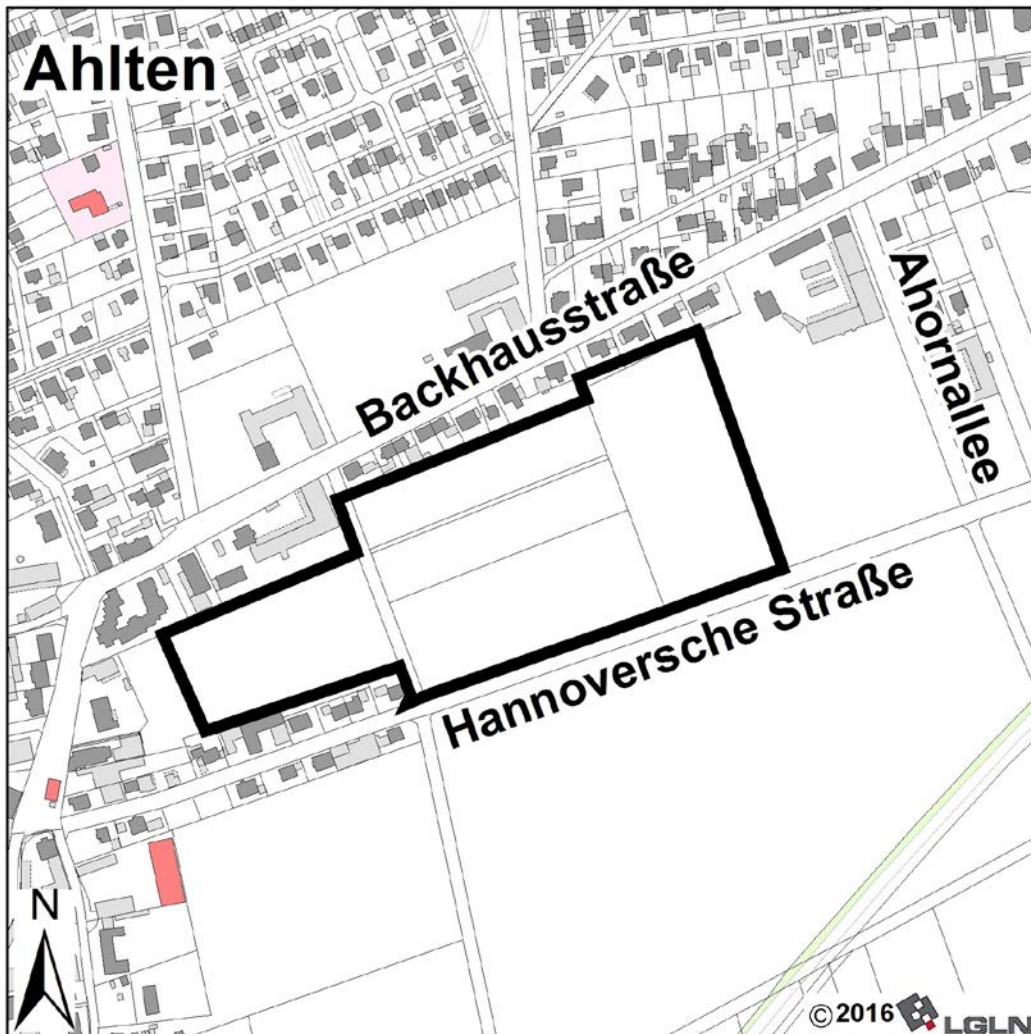 Ahlten
Backhausstraße
Ahornallee
Hannoversche Straße
N
© 2016 LGLN